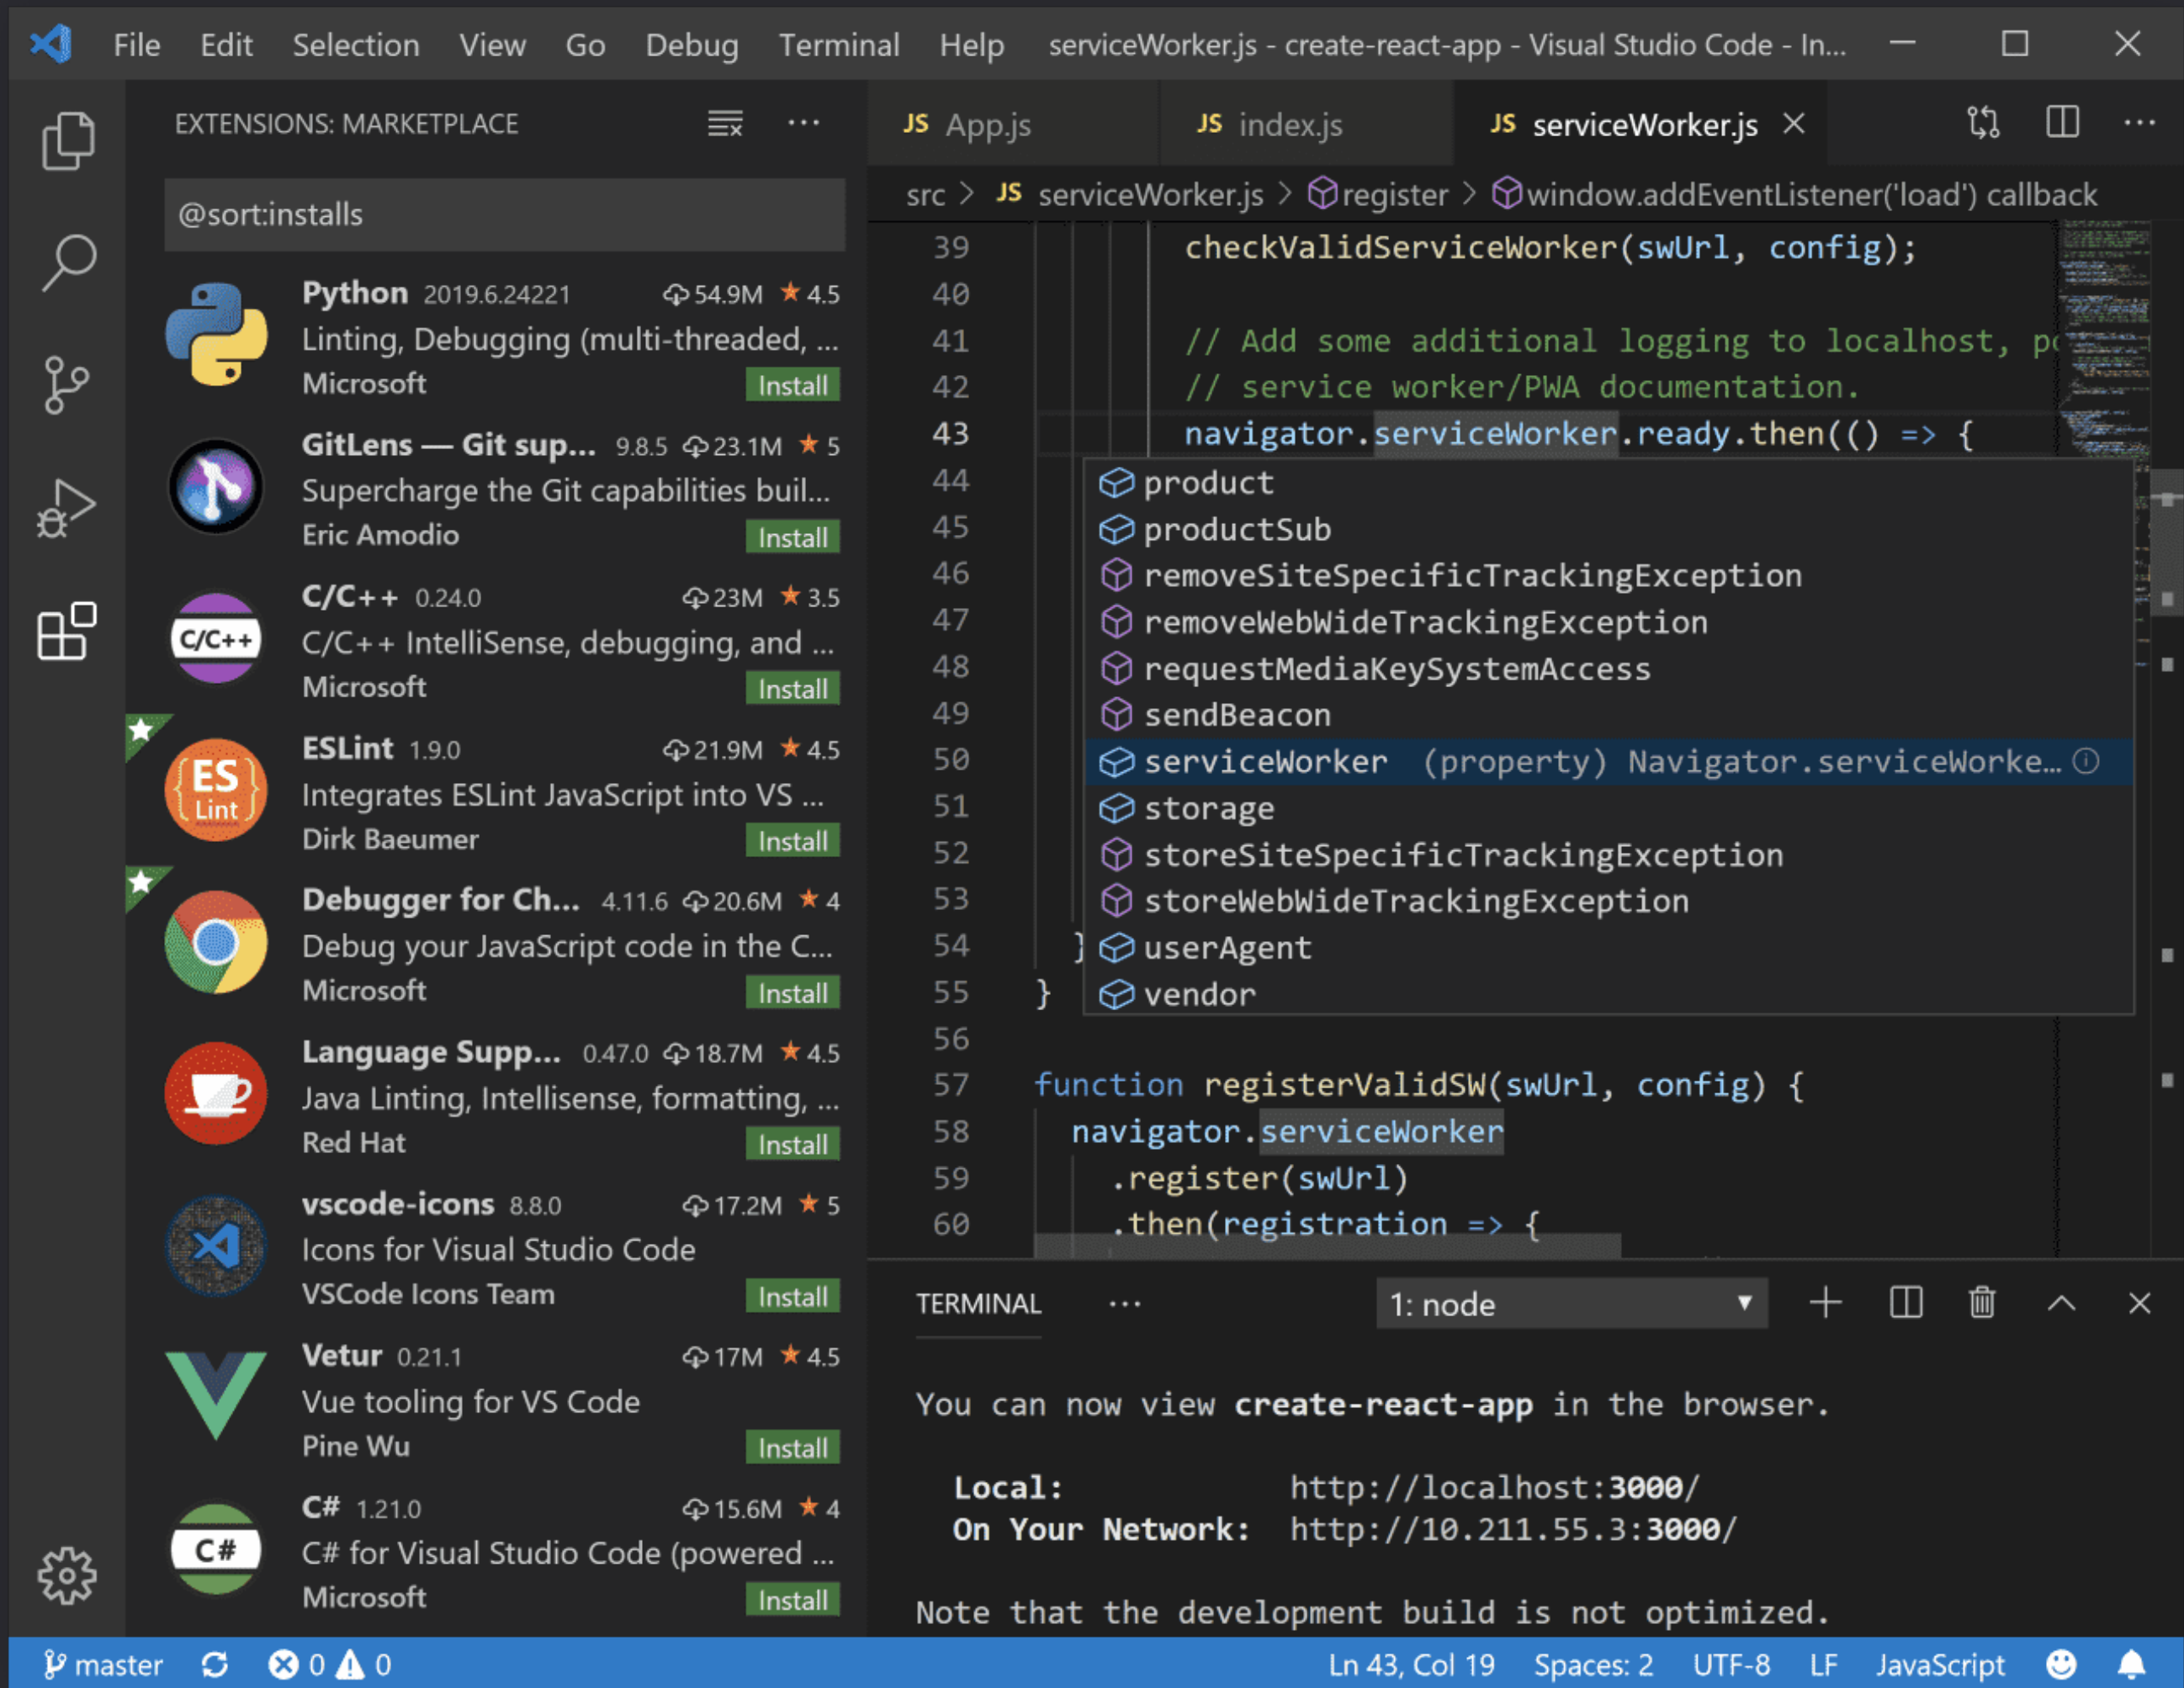 File Edit Selection View Go Debug Terminal Help serviceWorker.js - create-react-app - Visual Studio Code - In...
EXTENSIONS: MARKETPLACE
@sort:installs
Python 2019.6.24221 54.9M 4.5
Linting, Debugging (multi-threaded, ...
Microsoft Install
GitLens — Git sup... 9.8.5 23.1M 5
Supercharge the Git capabilities buil...
Eric Amodio Install
C/C++
C/C++ 0.24.0 23M 3.5
C/C++ IntelliSense, debugging, and ...
Microsoft Install
{ES}
Lint
ESLint 1.9.0 21.9M 4.5
Integrates ESLint JavaScript into VS ...
Dirk Baeumer Install
Debugger for Ch... 4.11.6 20.6M 4
Debug your JavaScript code in the C...
Microsoft Install
Language Supp... 0.47.0 18.7M 4.5
Java Linting, Intellisense, formatting, ...
Red Hat Install
vscode-icons 8.8.0 17.2M 5
Icons for Visual Studio Code
VSCode Icons Team Install
Vetur 0.21.1 17M 4.5
Vue tooling for VS Code
Pine Wu Install
C#
C# 1.21.0 15.6M 4
C# for Visual Studio Code (powered ...
Microsoft Install
JS App.js JS index.js JS serviceWorker.js
src > JS serviceWorker.js > register > window.addEventListener('load') callback
39 checkValidServiceWorker(swUrl, config);
40
41 // Add some additional logging to localhost, po
42 // service worker/PWA documentation.
43 navigator.serviceWorker.ready.then(() => {
44 product
45 productSub
46 removeSiteSpecificTrackingException
47 removeWebWideTrackingException
48 requestMediaKeySystemAccess
49 sendBeacon
50 serviceWorker (property) Navigator.serviceWorke...
51 storage
52 storeSiteSpecificTrackingException
53 storeWebWideTrackingException
54 } userAgent
55 } vendor
56
57 function registerValidSW(swUrl, config) {
58 navigator.serviceWorker
59 .register(swUrl)
60 .then(registration => {
TERMINAL ... 1: node
You can now view create-react-app in the browser.
Local: http://localhost:3000/
On Your Network: http://10.211.55.3:3000/
Note that the development build is not optimized.
master 0 0 Ln 43, Col 19 Spaces: 2 UTF-8 LF JavaScript